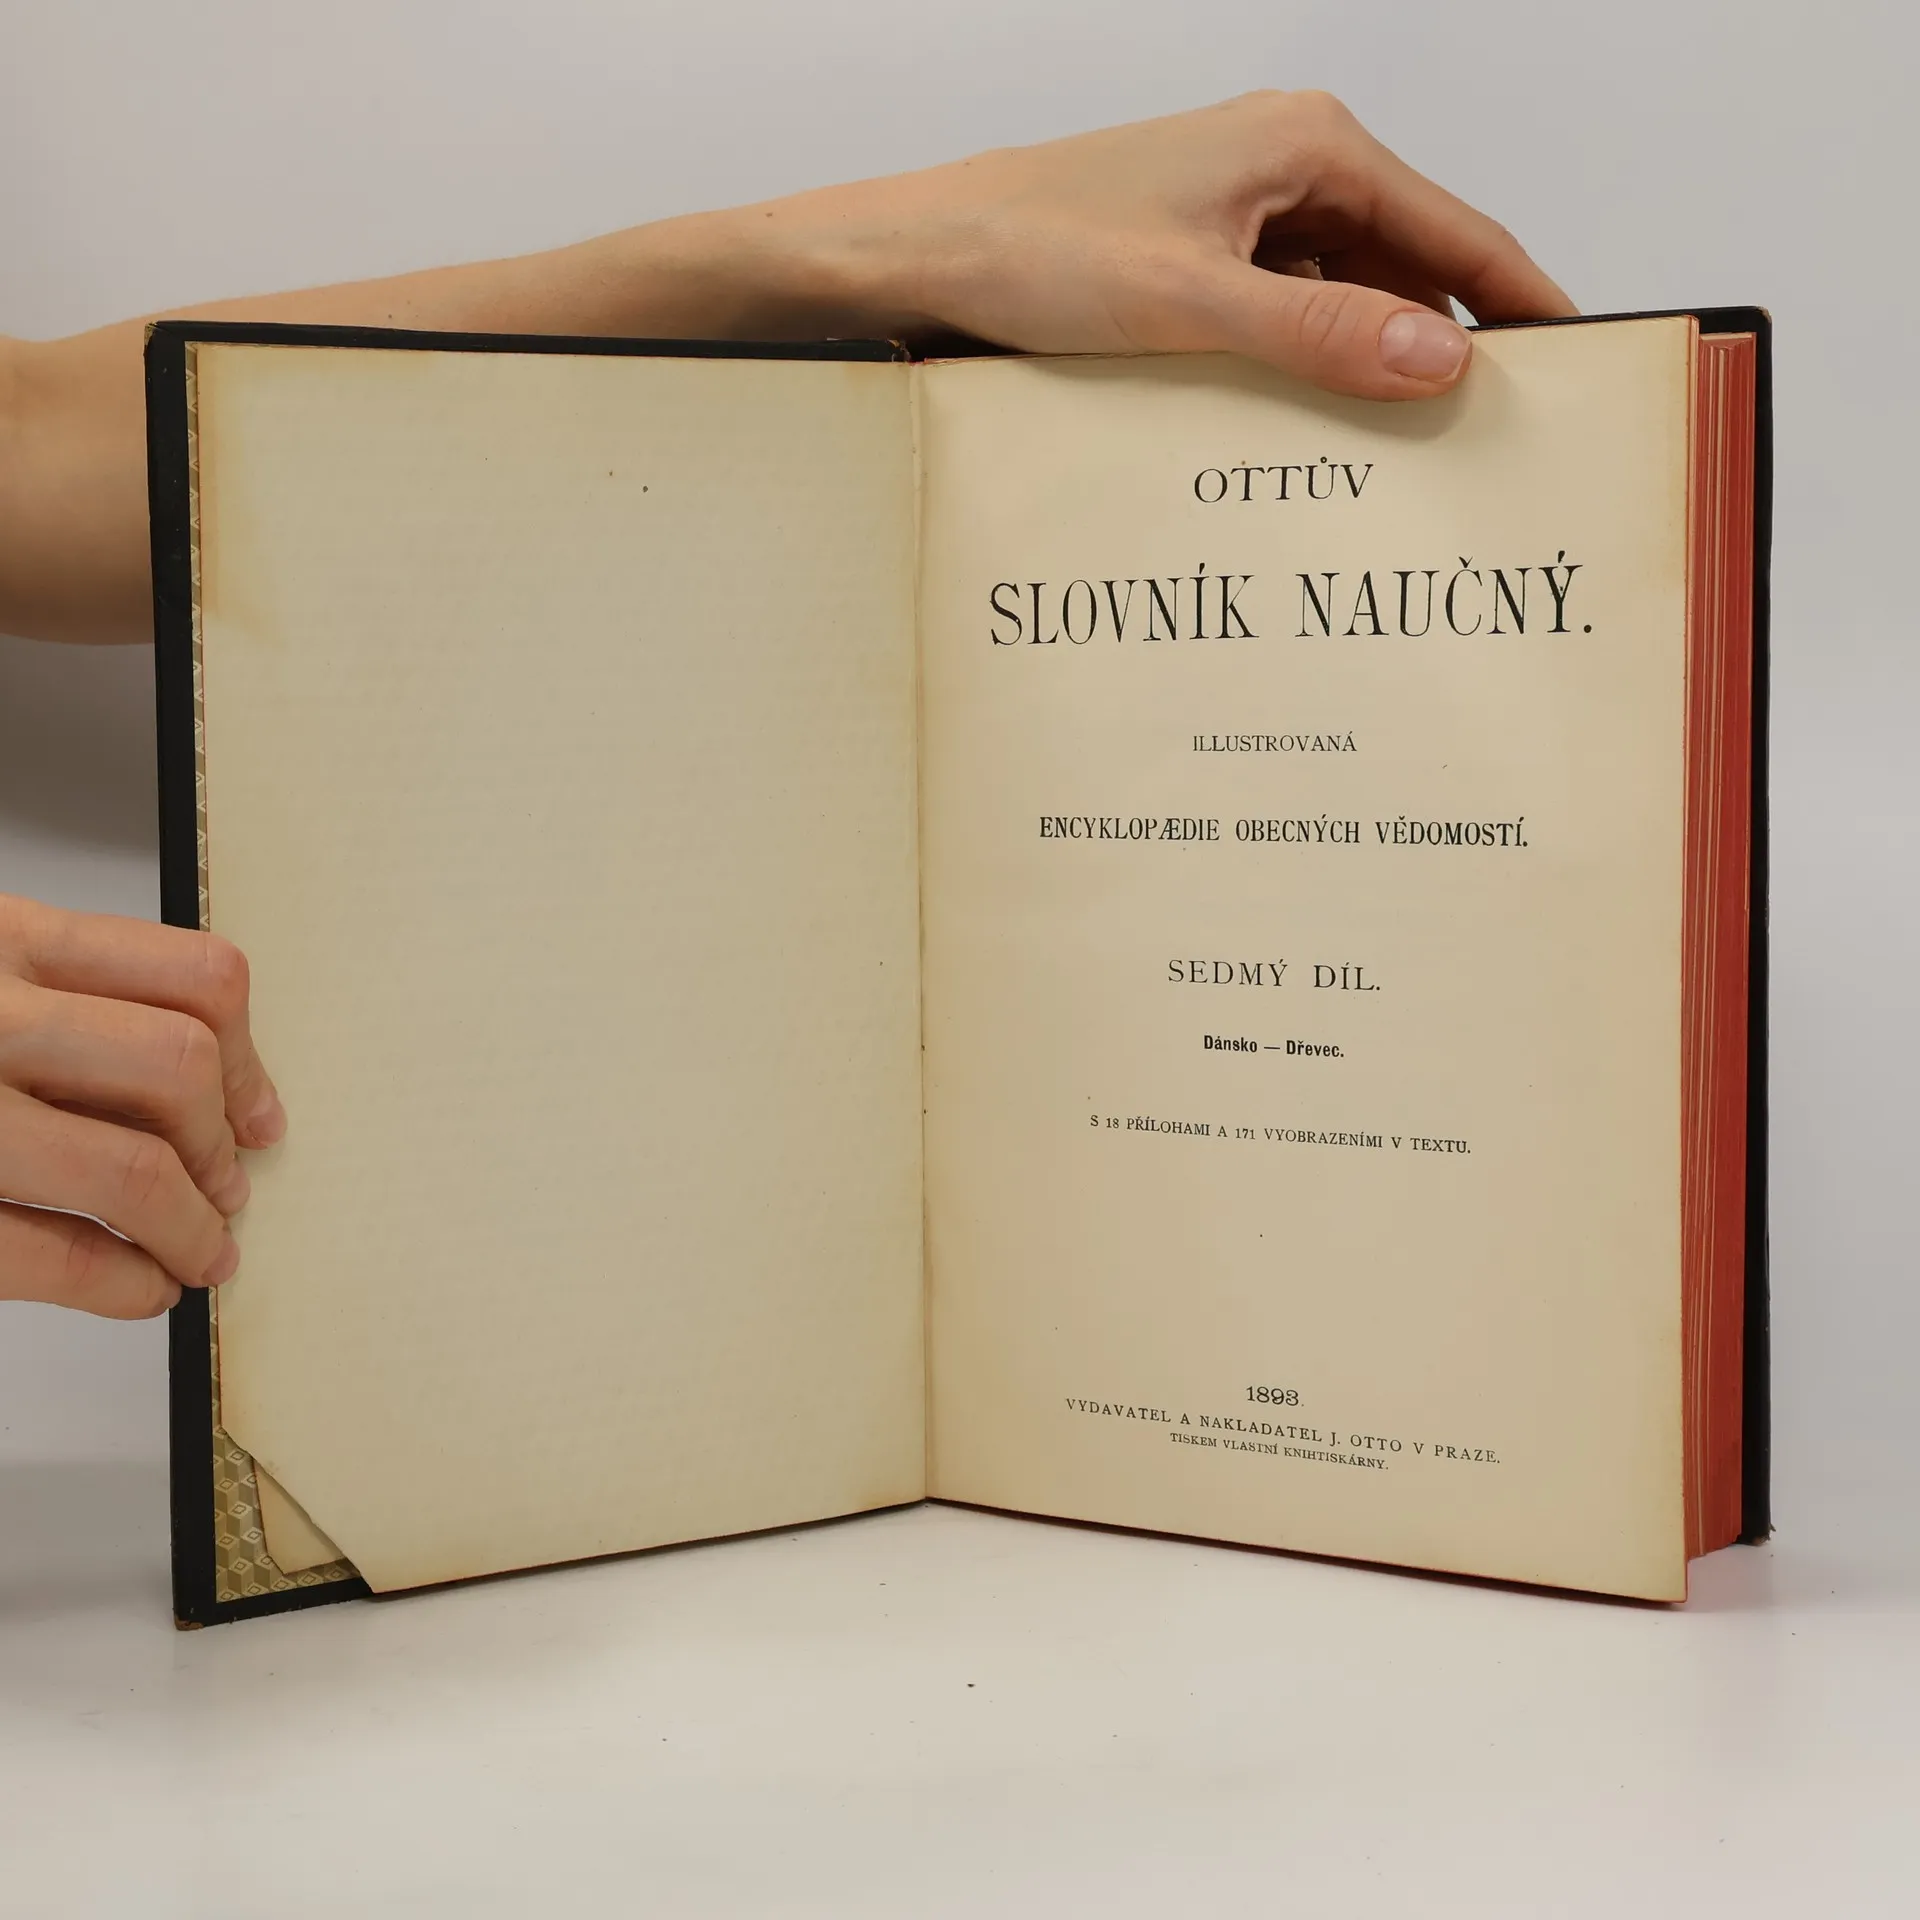 OTTŮV
SLOVNÍK NAUČNÝ.
ILLUSTROVANÁ
ENCYKLOPÆDIE OBECNÝCH VĚDOMOSTÍ.
SEDMÝ DÍL.
Dánsko — Dřevec.
S 18 PŘÍLOHAMI A 171 VYOBRAZENÍMI V TEXTU.
1893.
VYDAVATEL A NAKLADATEL J. OTTO V PRAZE.
TISKEM VLASTNÍ KNIHTISKÁRNY.